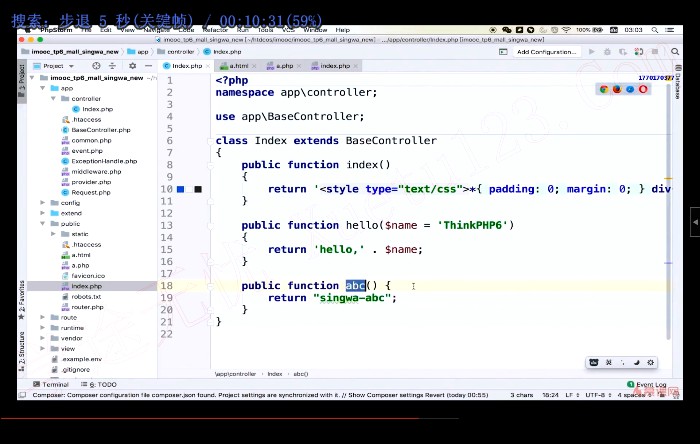 搜索: 步退 5 秒(关键帧) / 00:10:31(59%)
PhpStorm File Edit View Navigate Code Refactor Run Tools VCS Window Help
100% 03:03
imooc_tp6_mall_singwa_new [~/htdocs/imooc/imooc_tp6_mall_singwa_new] - .../app/controller/Index.php [imooc_tp6_mall_singwa_new]
imooc_tp6_mall_singwa_new app controller Index.php Add Configuration...
Project Index.php a.html a.php index.php
1: Project
Database
imooc_tp6_mall_singwa_new
app
controller
Index.php
.htaccess
BaseController.php
common.php
event.php
ExceptionHandle.php
middleware.php
provider.php
Request.php
config
extend
public
static
.htaccess
a.html
a.php
favicon.ico
index.php
robots.txt
router.php
route
runtime
vendor
view
.example.env
.gitignore
2: Favorites
Z: Structure
1 <?php
2 namespace app\controller;
3
4 use app\BaseController;
5
6 class Index extends BaseController
7 {
8 public function index()
9 {
10 return '<style type="text/css">*{ padding: 0; margin: 0; } div
11 }
12
13 public function hello($name = 'ThinkPHP6')
14 {
15 return 'hello,' . $name;
16 }
17
18 public function abc() {
19 return "singwa-abc";
20 }
21 }
22
\app\controller › Index › abc()
英
Terminal 6: TODO 1 Event Log
Composer: Composer configuration file composer.json found. Project settings are synchronized with it. // Show Composer settings Revert (today 00:55) 3 chars 18:24 LF UTF-8 4 spaces